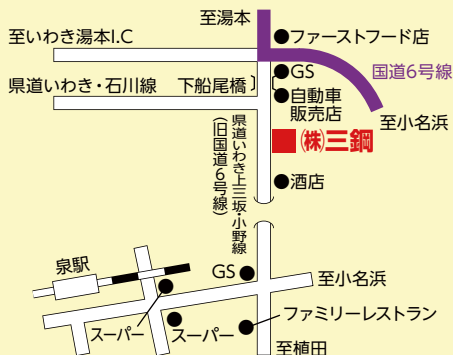 至湯本
至いわき湯本I.C
ファーストフード店
GS
国道6号線
県道いわき・石川線
下船尾橋
自動車
販売店
至小名浜
㈱三鋼
県道いわき上三坂・小野線
(旧国道6号線)
酒店
泉駅
GS
至小名浜
スーパー
スーパー
ファミリーレストラン
至植田